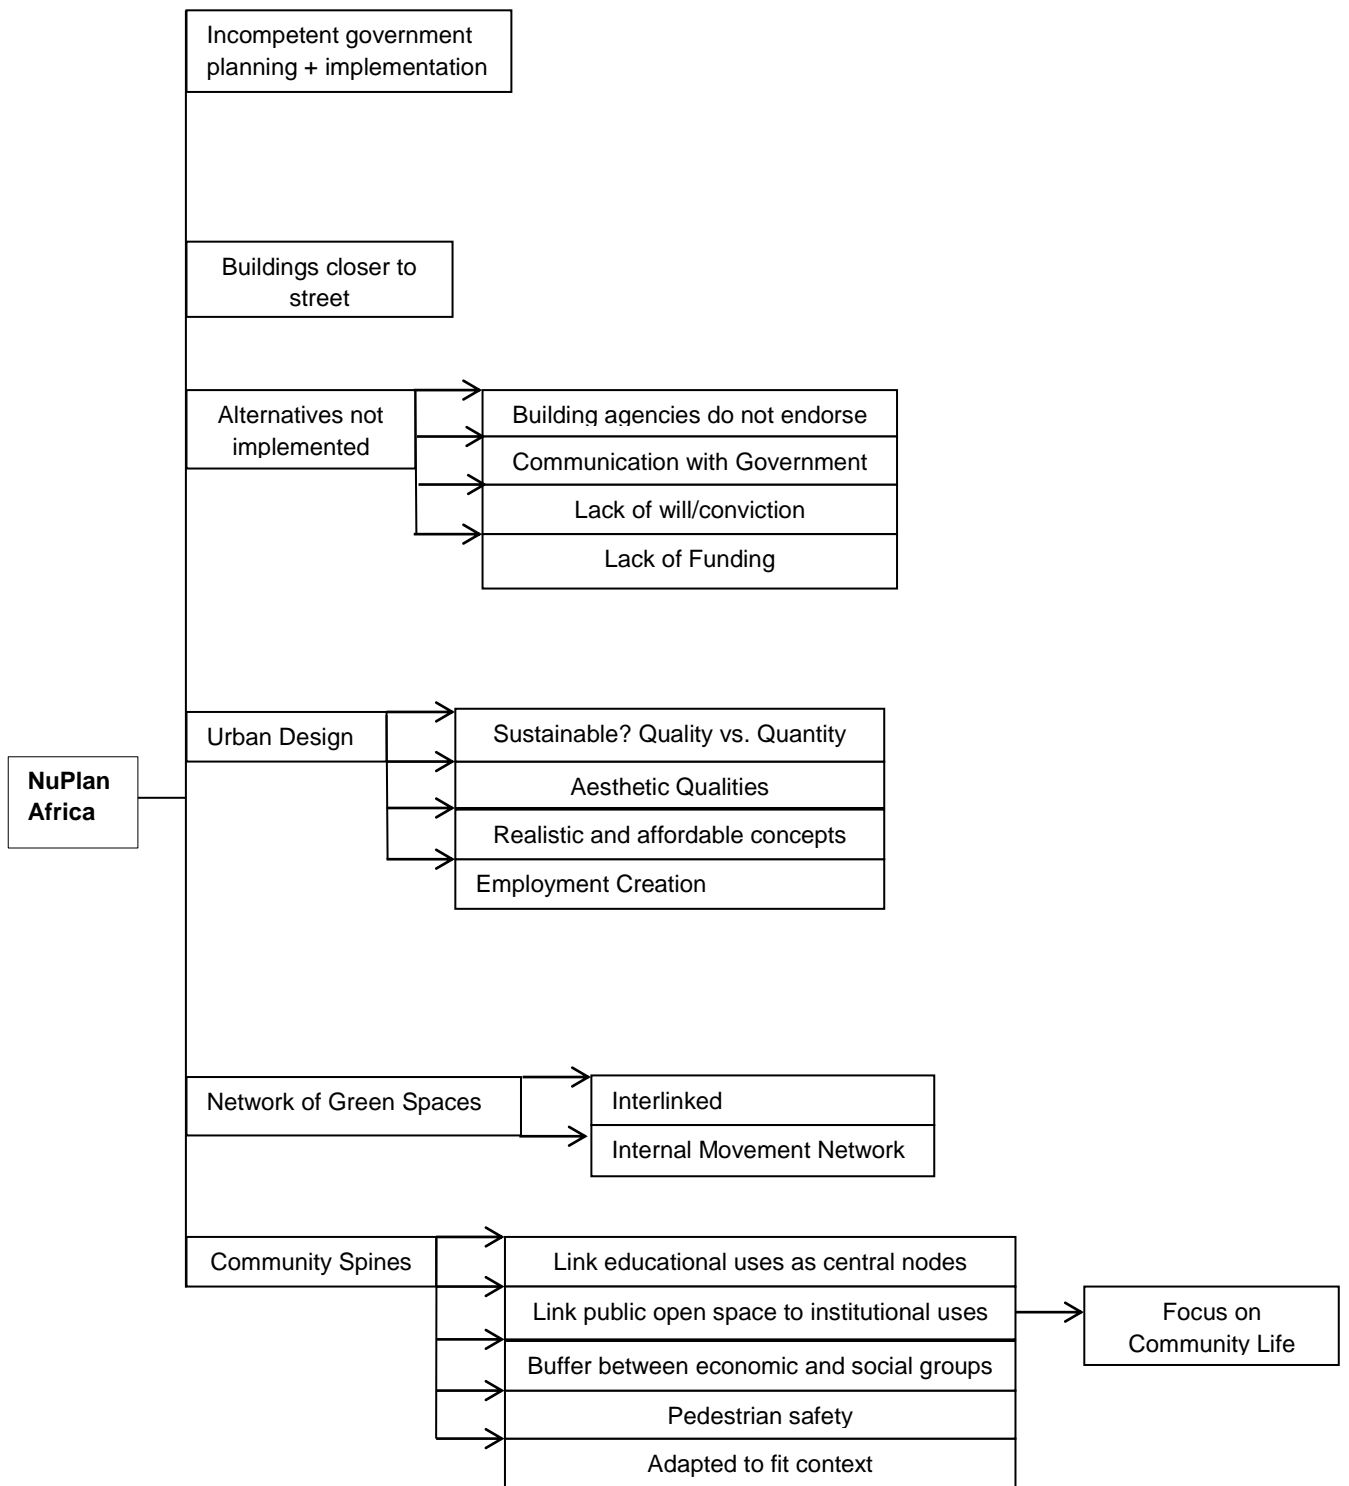 Incompetent government
planning + implementation
Buildings closer to
street
Alternatives not
implemented
Building agencies do not endorse
Communication with Government
Lack of will/conviction
Lack of Funding
Urban Design
Sustainable? Quality vs. Quantity
Aesthetic Qualities
Realistic and affordable concepts
Employment Creation
NuPlan
Africa
Network of Green Spaces
Interlinked
Internal Movement Network
Community Spines
Link educational uses as central nodes
Link public open space to institutional uses
Buffer between economic and social groups
Pedestrian safety
Adapted to fit context
Focus on
Community Life